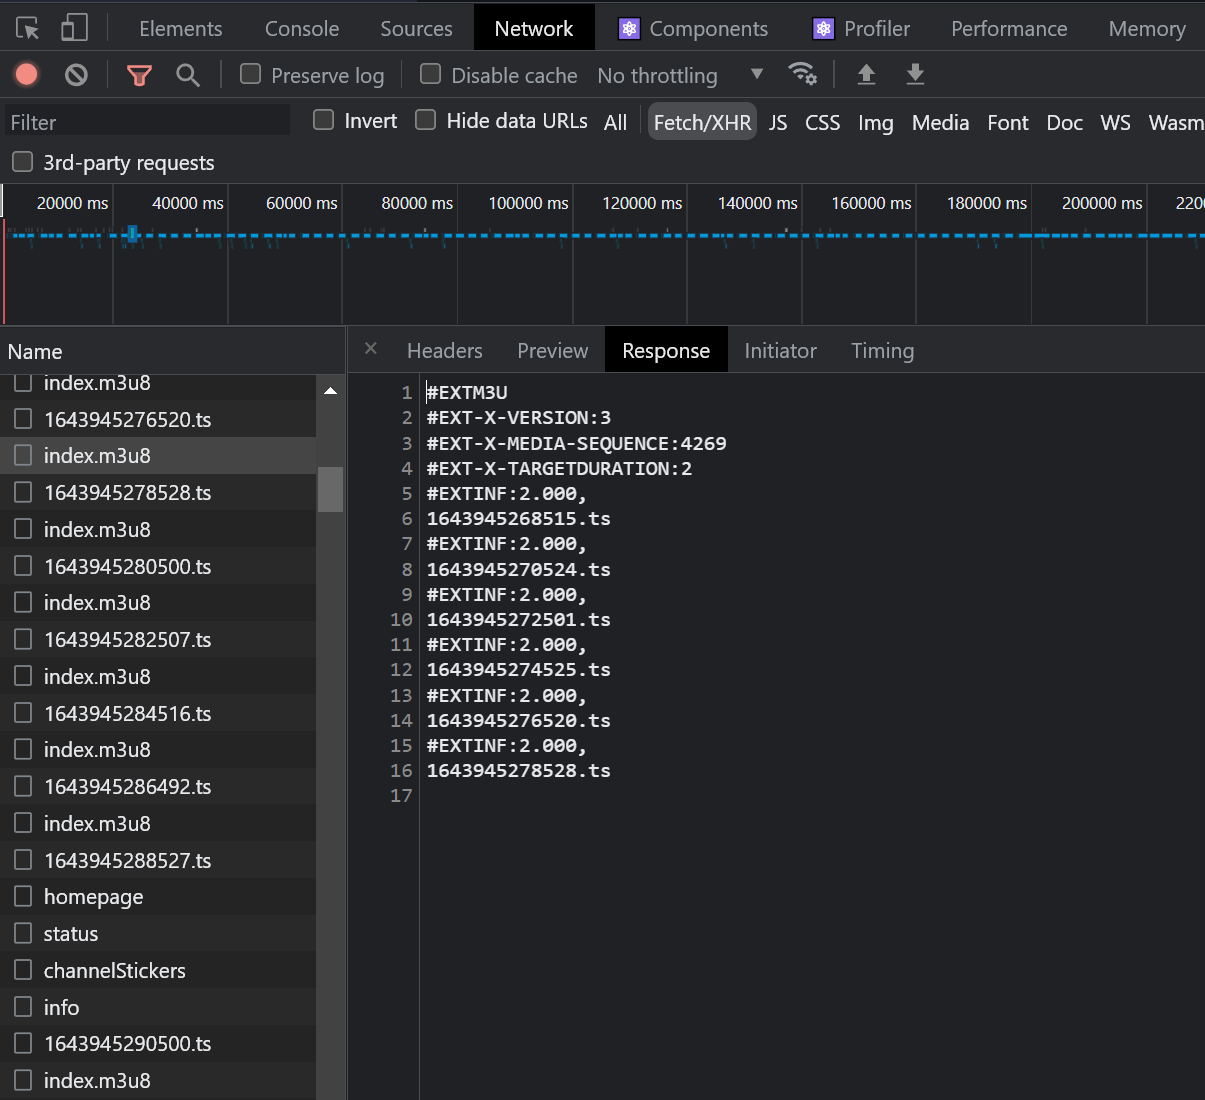 Elements Console Sources Network Components Profiler Performance Memory
Preserve log Disable cache No throttling
Filter Invert Hide data URLs All Fetch/XHR JS CSS Img Media Font Doc WS Wasm
3rd-party requests
20000 ms 40000 ms 60000 ms 80000 ms 100000 ms 120000 ms 140000 ms 160000 ms 180000 ms 200000 ms 220
Name
index.m3u8
1643945276520.ts
index.m3u8
1643945278528.ts
index.m3u8
1643945280500.ts
index.m3u8
1643945282507.ts
index.m3u8
1643945284516.ts
index.m3u8
1643945286492.ts
index.m3u8
1643945288527.ts
homepage
status
channelStickers
info
1643945290500.ts
index.m3u8
× Headers Preview Response Initiator Timing
1 #EXTM3U
2 #EXT-X-VERSION:3
3 #EXT-X-MEDIA-SEQUENCE:4269
4 #EXT-X-TARGETDURATION:2
5 #EXTINF:2.000,
6 1643945268515.ts
7 #EXTINF:2.000,
8 1643945270524.ts
9 #EXTINF:2.000,
10 1643945272501.ts
11 #EXTINF:2.000,
12 1643945274525.ts
13 #EXTINF:2.000,
14 1643945276520.ts
15 #EXTINF:2.000,
16 1643945278528.ts
17